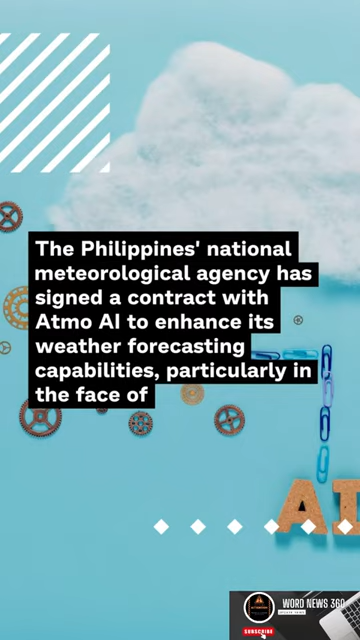 The Philippines' national
meteorological agency has
signed a contract with
Atmo AI to enhance its
weather forecasting
capabilities, particularly in
the face of
AI
WORD NEWS 360
SUBSCRIBE